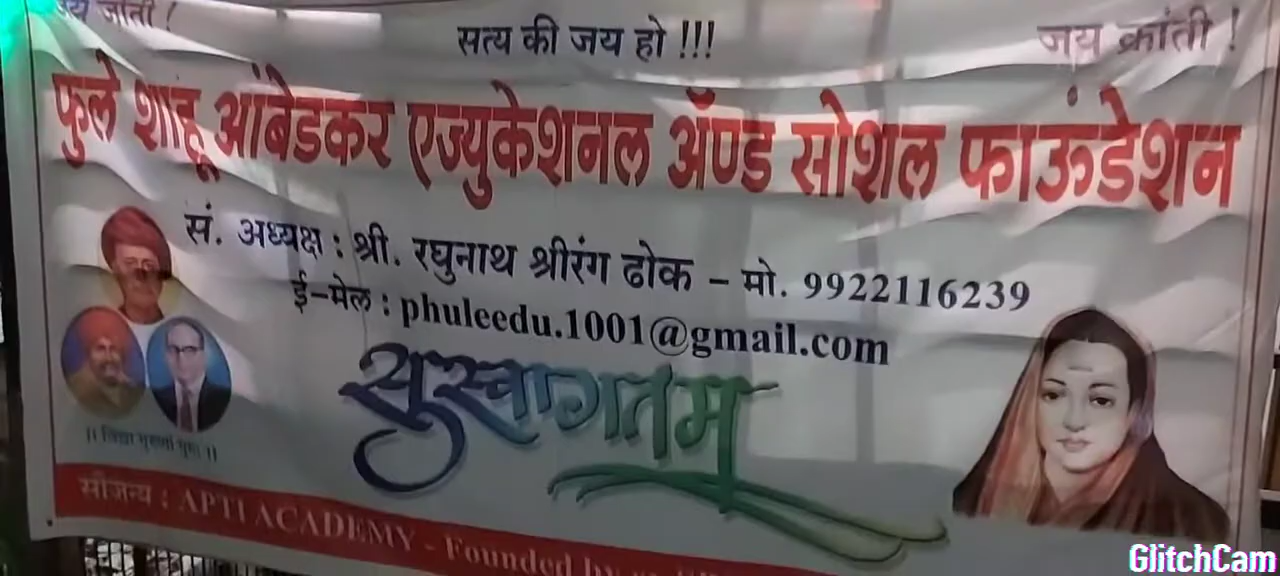 जय क्रांती !
सत्य की जय हो !!!
फुले शाहू आंबेडकर एज्युकेशनल ॲण्ड सोशल फाऊंडेशन
सं. अध्यक्ष : श्री. रघुनाथ श्रीरंग ढोक – मो. 9922116239
ई-मेल : phuleedu.1001@gmail.com
सुस्वागतम
सौजन्य : APTI ACADEMY - Founded by
GlitchCam